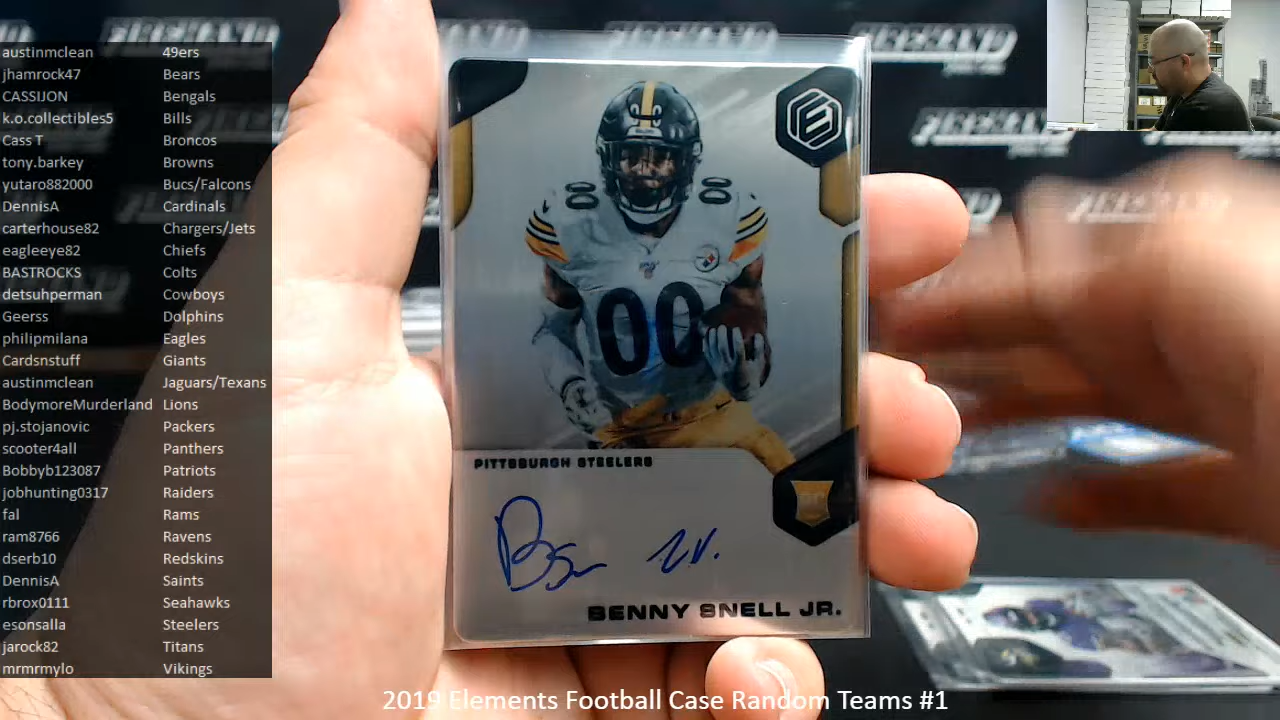 austinmclean 49ers
jhamrock47 Bears
CASSIJON Bengals
k.o.collectibles5 Bills
Cass T Broncos
tony.barkey Browns
yutaro882000 Bucs/Falcons
DennisA Cardinals
carterhouse82 Chargers/Jets
eagleeye82 Chiefs
BASTROCKS Colts
detsuhperman Cowboys
Geerss Dolphins
philipmilana Eagles
Cardsnstuff Giants
austinmclean Jaguars/Texans
BodymoreMurderland Lions
pj.stojanovic Packers
scooter4all Panthers
Bobbyb123087 Patriots
jobhunting0317 Raiders
fal Rams
ram8766 Ravens
dserb10 Redskins
DennisA Saints
rbrox0111 Seahawks
esonsalla Steelers
jarock82 Titans
mrmrmylo Vikings
00 00
00
PITTSBURGH STEELERS
BENNY SNELL JR.
2019 Elements Football Case Random Teams #1